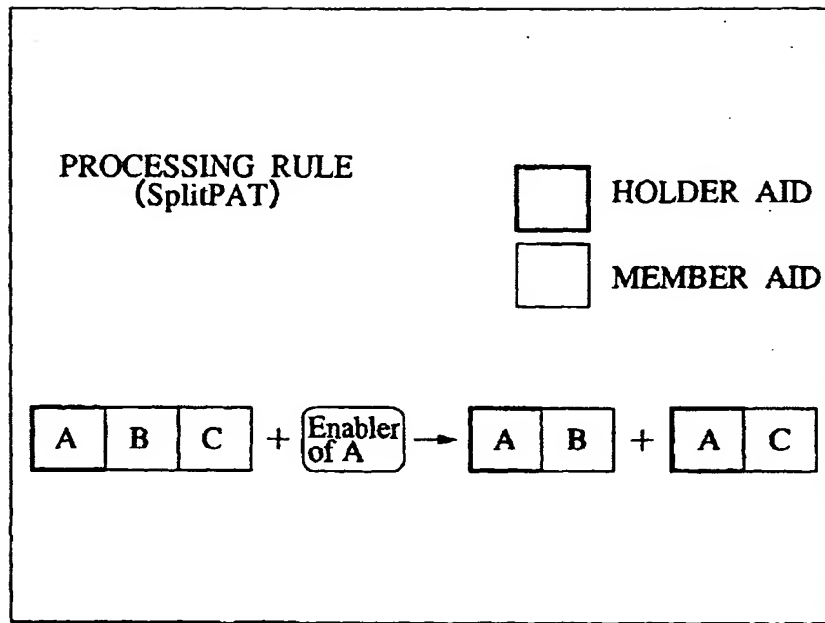 PROCESSING RULE
(SplitPAT)
HOLDER AID
MEMBER AID
A B C + Enabler of A → A B + A C